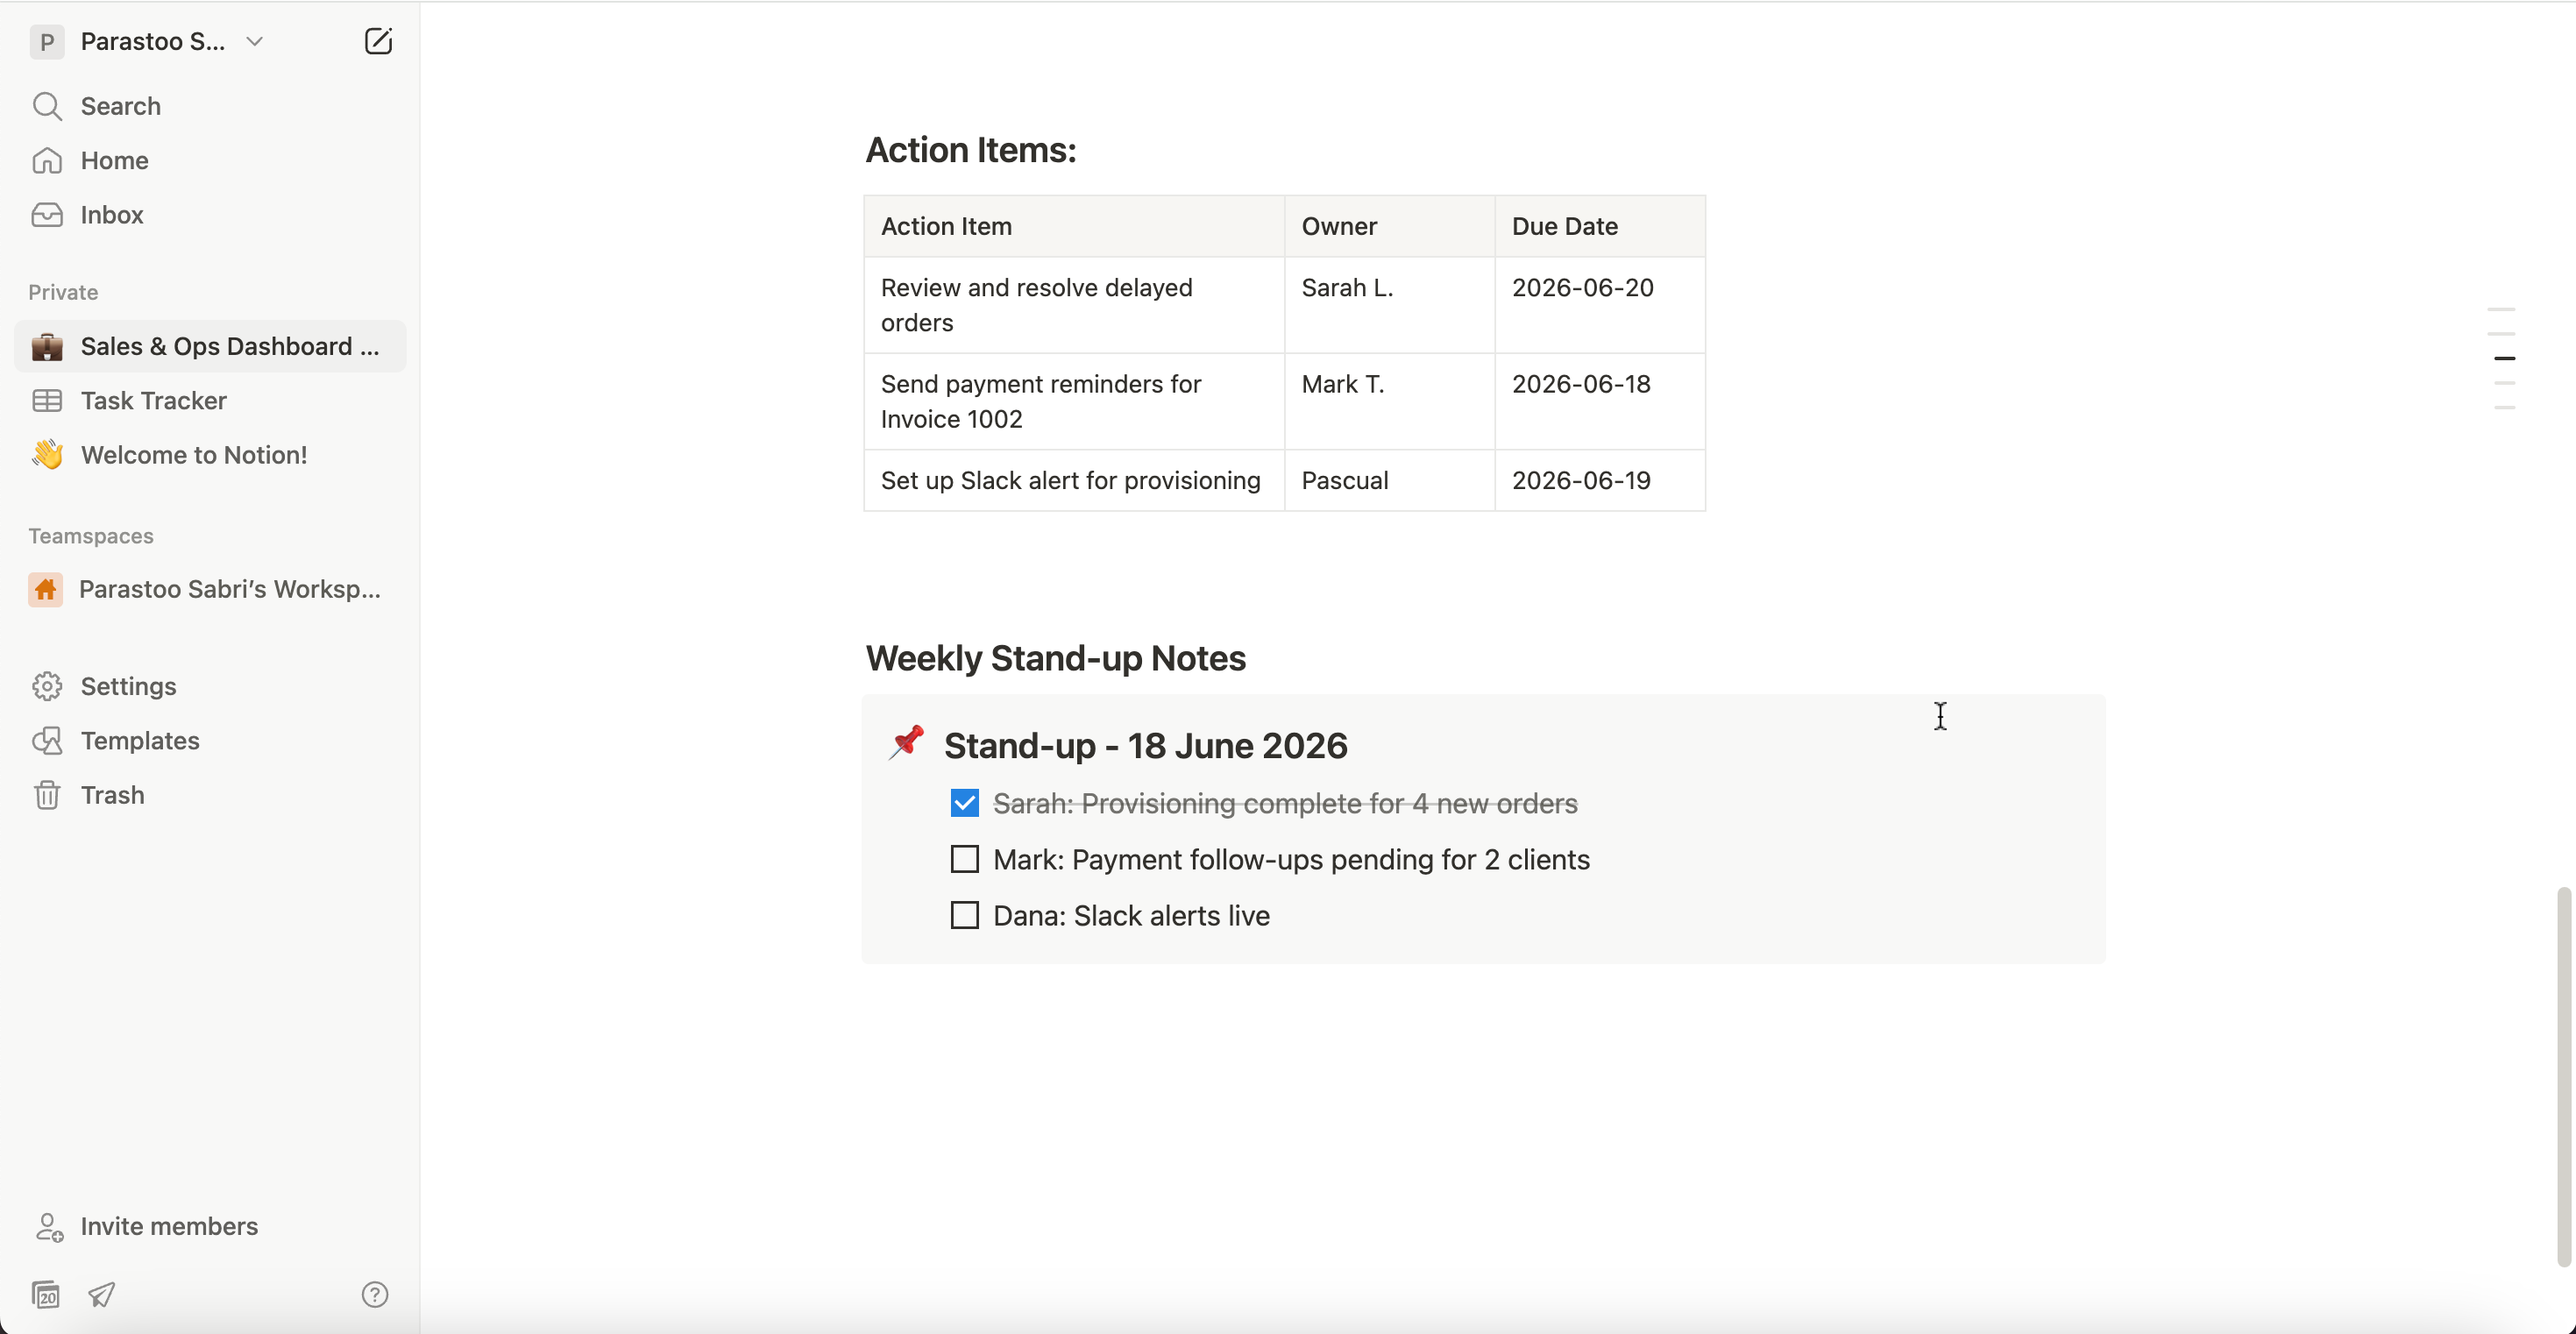 P
Parastoo S...
Search
Home
Inbox
Private
Sales & Ops Dashboard ...
Task Tracker
Welcome to Notion!
Teamspaces
Parastoo Sabri’s Worksp...
Settings
Templates
Trash
Invite members
20
?
Action Items:
Action Item Owner Due Date
Review and resolve delayed
orders
Sarah L. 2026-06-20
Send payment reminders for
Invoice 1002
Mark T. 2026-06-18
Set up Slack alert for provisioning Pascual 2026-06-19
Weekly Stand-up Notes
Stand-up - 18 June 2026
Sarah: Provisioning complete for 4 new orders
Mark: Payment follow-ups pending for 2 clients
Dana: Slack alerts live